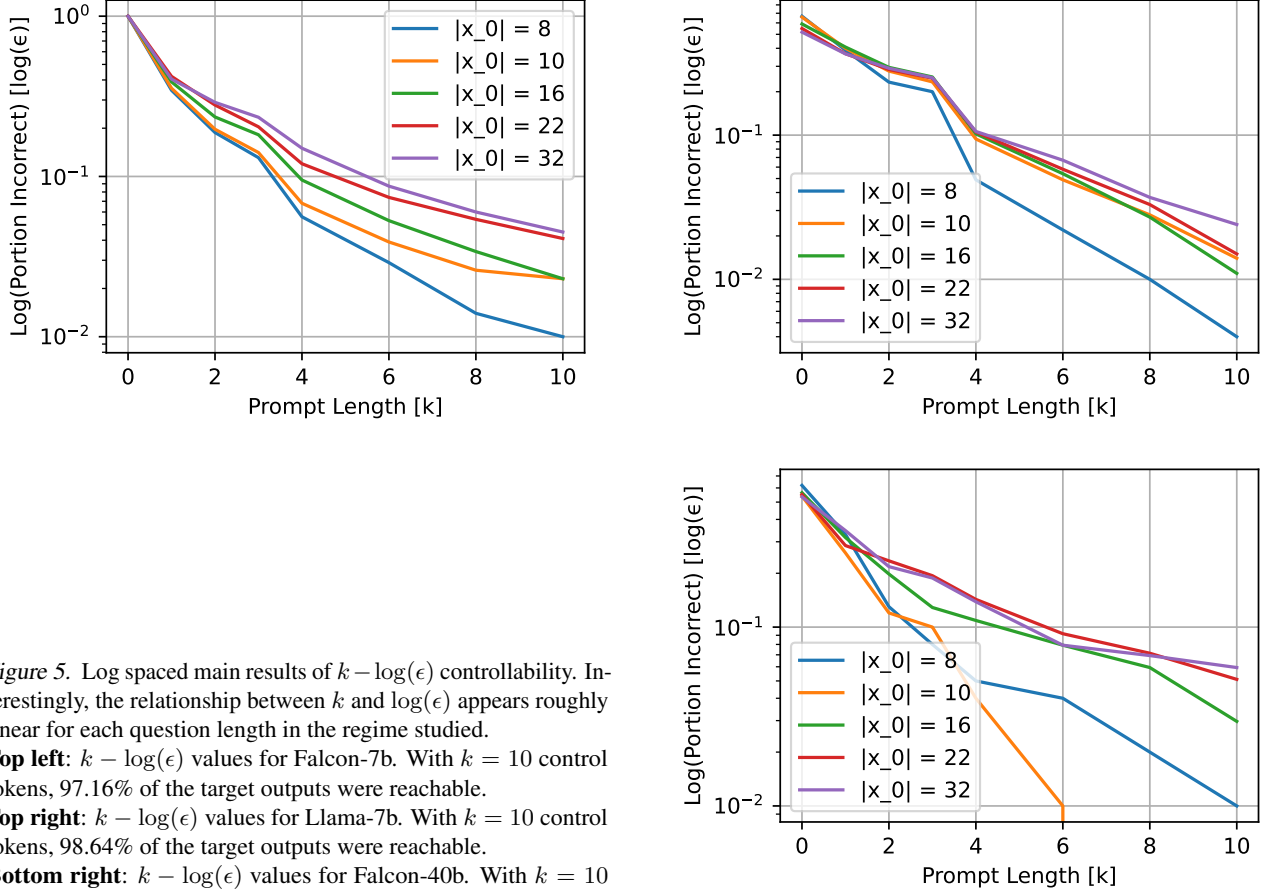 10⁰
10⁻¹
10⁻²
Log(Portion Incorrect) [log(ϵ)]
|x_0| = 8
|x_0| = 10
|x_0| = 16
|x_0| = 22
|x_0| = 32
0 2 4 6 8 10
Prompt Length [k]
10⁻¹
10⁻²
Log(Portion Incorrect) [log(ϵ)]
|x_0| = 8
|x_0| = 10
|x_0| = 16
|x_0| = 22
|x_0| = 32
0 2 4 6 8 10
Prompt Length [k]
igure 5. Log spaced main results of k − log(ϵ) controllability. In-
erestingly, the relationship between k and log(ϵ) appears roughly
near for each question length in the regime studied.
op left: k − log(ϵ) values for Falcon-7b. With k = 10 control
okens, 97.16% of the target outputs were reachable.
op right: k − log(ϵ) values for Llama-7b. With k = 10 control
okens, 98.64% of the target outputs were reachable.
ottom right: k − log(ϵ) values for Falcon-40b. With k = 10
10⁻¹
10⁻²
Log(Portion Incorrect) [log(ϵ)]
|x_0| = 8
|x_0| = 10
|x_0| = 16
|x_0| = 22
|x_0| = 32
0 2 4 6 8 10
Prompt Length [k]